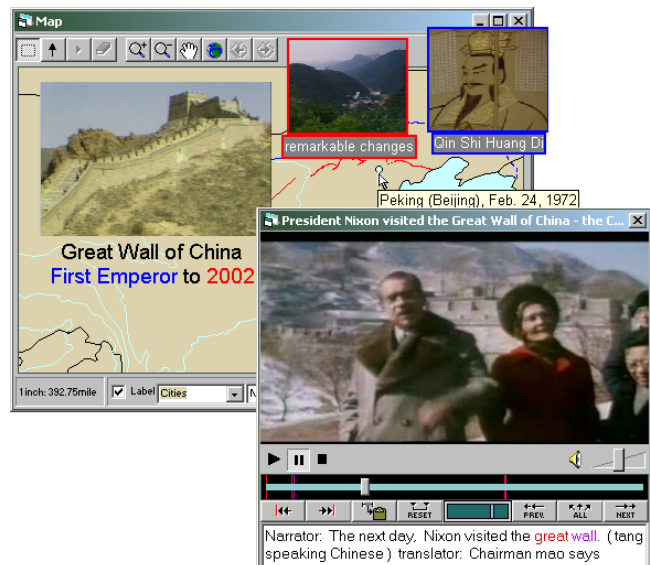 Map
remarkable changes
Qin Shi Huang Di
Peking (Beijing), Feb. 24, 1972
Great Wall of China
First Emperor to 2002
1 inch: 392.75mile
Label
Cities
President Nixon visited the Great Wall of China - the C...
RESET
PREV.
ALL
NEXT
Narrator: The next day, Nixon visited the great wall. ( tang
speaking Chinese ) translator: Chairman mao says